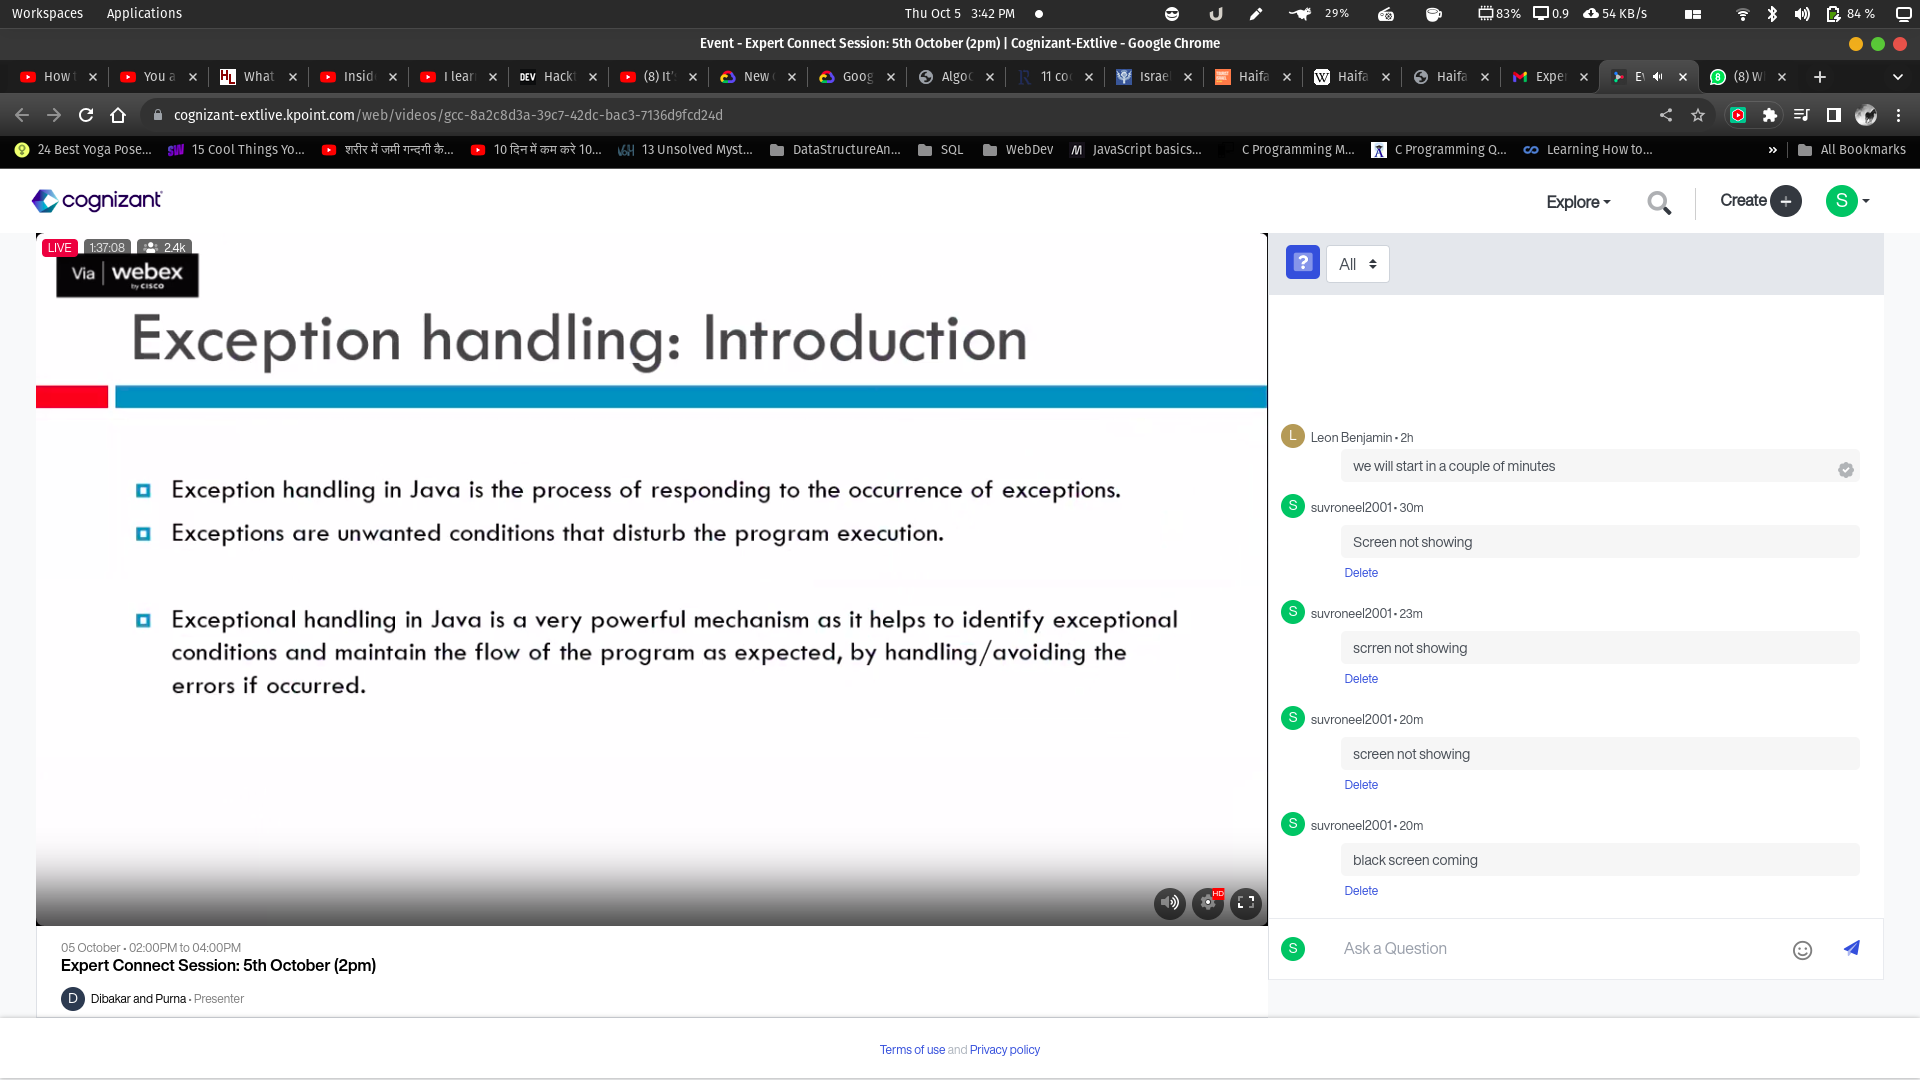 Workspaces Applications Thu Oct 5 3:42 PM 29% 83% 0.9 54 KB/s 84 %
Event - Expert Connect Session: 5th October (2pm) | Cognizant-Extlive - Google Chrome
How t You a What Insid I lear DEV Hackt (8) It's New Goog AlgoC 11 co Israe Haifa Haifa Haifa Exper E (8) W
cognizant-extlive.kpoint.com/web/videos/gcc-8a2c8d3a-39c7-42dc-bac3-7136d9fcd24d
24 Best Yoga Pose... 15 Cool Things Yo... शरीर में जमी गन्दगी कै... 10 दिन में कम करे 10... 13 Unsolved Myst... DataStructureAn... SQL WebDev JavaScript basics... C Programming M... C Programming Q... Learning How to... » All Bookmarks
cognizant Explore Create + S
LIVE 1:37:08 2.4k
Via webex
by CISCO
? All
Exception handling: Introduction
Exception handling in Java is the process of responding to the occurrence of exceptions.
Exceptions are unwanted conditions that disturb the program execution.
Exceptional handling in Java is a very powerful mechanism as it helps to identify exceptional
conditions and maintain the flow of the program as expected, by handling/avoiding the
errors if occurred.
HD
L Leon Benjamin • 2h
we will start in a couple of minutes
S suvroneel2001 • 30m
Screen not showing
Delete
S suvroneel2001 • 23m
scrren not showing
Delete
S suvroneel2001 • 20m
screen not showing
Delete
S suvroneel2001 • 20m
black screen coming
Delete
S Ask a Question
05 October • 02:00PM to 04:00PM
Expert Connect Session: 5th October (2pm)
D Dibakar and Purna • Presenter
Terms of use and Privacy policy